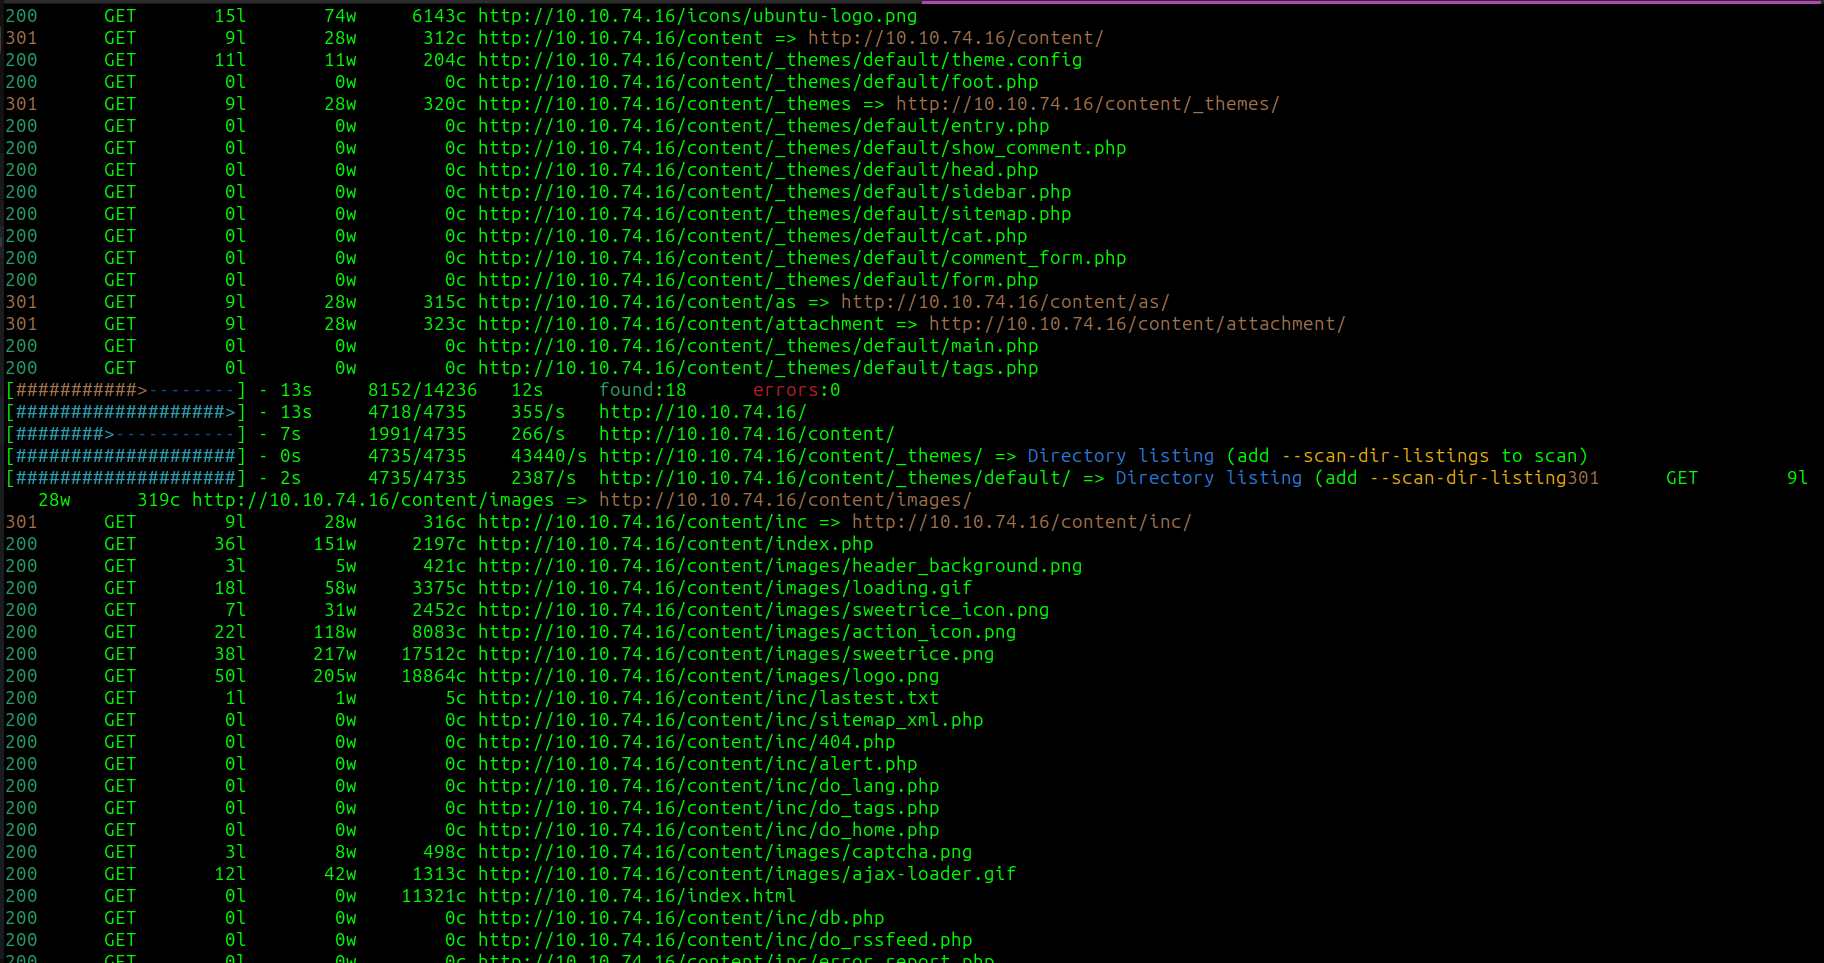 200 GET 15l 74w 6143c http://10.10.74.16/icons/ubuntu-logo.png
301 GET 9l 28w 312c http://10.10.74.16/content => http://10.10.74.16/content/
200 GET 11l 11w 204c http://10.10.74.16/content/_themes/default/theme.config
200 GET 0l 0w 0c http://10.10.74.16/content/_themes/default/foot.php
301 GET 9l 28w 320c http://10.10.74.16/content/_themes => http://10.10.74.16/content/_themes/
200 GET 0l 0w 0c http://10.10.74.16/content/_themes/default/entry.php
200 GET 0l 0w 0c http://10.10.74.16/content/_themes/default/show_comment.php
200 GET 0l 0w 0c http://10.10.74.16/content/_themes/default/head.php
200 GET 0l 0w 0c http://10.10.74.16/content/_themes/default/sidebar.php
200 GET 0l 0w 0c http://10.10.74.16/content/_themes/default/sitemap.php
200 GET 0l 0w 0c http://10.10.74.16/content/_themes/default/cat.php
200 GET 0l 0w 0c http://10.10.74.16/content/_themes/default/comment_form.php
200 GET 0l 0w 0c http://10.10.74.16/content/_themes/default/form.php
301 GET 9l 28w 315c http://10.10.74.16/content/as => http://10.10.74.16/content/as/
301 GET 9l 28w 323c http://10.10.74.16/content/attachment => http://10.10.74.16/content/attachment/
200 GET 0l 0w 0c http://10.10.74.16/content/_themes/default/main.php
200 GET 0l 0w 0c http://10.10.74.16/content/_themes/default/tags.php
[###########>--------] - 13s 8152/14236 12s found:18 errors:0
[###################>] - 13s 4718/4735 355/s http://10.10.74.16/
[########>-----------] - 7s 1991/4735 266/s http://10.10.74.16/content/
[####################] - 0s 4735/4735 43440/s http://10.10.74.16/content/_themes/ => Directory listing (add --scan-dir-listings to scan)
[####################] - 2s 4735/4735 2387/s http://10.10.74.16/content/_themes/default/ => Directory listing (add --scan-dir-listing301 GET 9l
28w 319c http://10.10.74.16/content/images => http://10.10.74.16/content/images/
301 GET 9l 28w 316c http://10.10.74.16/content/inc => http://10.10.74.16/content/inc/
200 GET 36l 151w 2197c http://10.10.74.16/content/index.php
200 GET 3l 5w 421c http://10.10.74.16/content/images/header_background.png
200 GET 18l 58w 3375c http://10.10.74.16/content/images/loading.gif
200 GET 7l 31w 2452c http://10.10.74.16/content/images/sweetrice_icon.png
200 GET 22l 118w 8083c http://10.10.74.16/content/images/action_icon.png
200 GET 38l 217w 17512c http://10.10.74.16/content/images/sweetrice.png
200 GET 50l 205w 18864c http://10.10.74.16/content/images/logo.png
200 GET 1l 1w 5c http://10.10.74.16/content/inc/lastest.txt
200 GET 0l 0w 0c http://10.10.74.16/content/inc/sitemap_xml.php
200 GET 0l 0w 0c http://10.10.74.16/content/inc/404.php
200 GET 0l 0w 0c http://10.10.74.16/content/inc/alert.php
200 GET 0l 0w 0c http://10.10.74.16/content/inc/do_lang.php
200 GET 0l 0w 0c http://10.10.74.16/content/inc/do_tags.php
200 GET 0l 0w 0c http://10.10.74.16/content/inc/do_home.php
200 GET 3l 8w 498c http://10.10.74.16/content/images/captcha.png
200 GET 12l 42w 1313c http://10.10.74.16/content/images/ajax-loader.gif
200 GET 0l 0w 11321c http://10.10.74.16/index.html
200 GET 0l 0w 0c http://10.10.74.16/content/inc/db.php
200 GET 0l 0w 0c http://10.10.74.16/content/inc/do_rssfeed.php
200 GET 0l 0w 0c http://10.10.74.16/content/inc/error_report.php